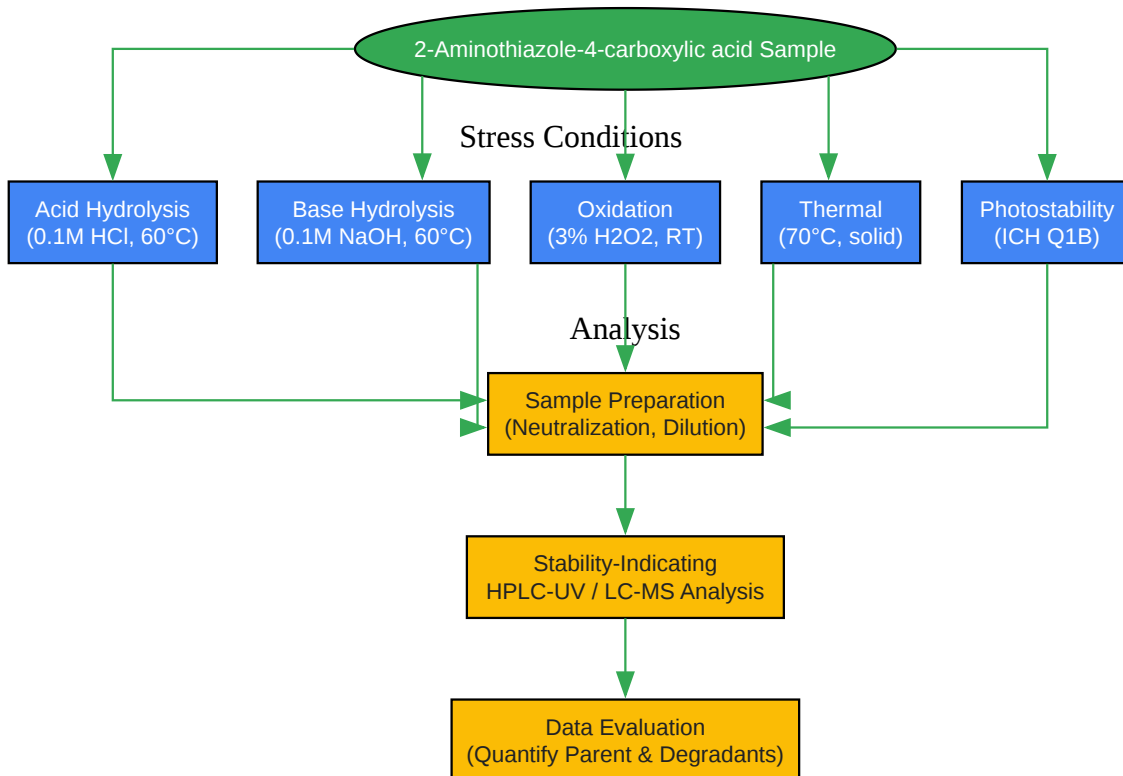 2-Aminothiazole-4-carboxylic acid Sample
Stress Conditions
Acid Hydrolysis
(0.1M HCl, 60°C)
Base Hydrolysis
(0.1M NaOH, 60°C)
Oxidation
(3% H2O2, RT)
Thermal
(70°C, solid)
Photostability
(ICH Q1B)
Analysis
Sample Preparation
(Neutralization, Dilution)
Stability-Indicating
HPLC-UV / LC-MS Analysis
Data Evaluation
(Quantify Parent & Degradants)